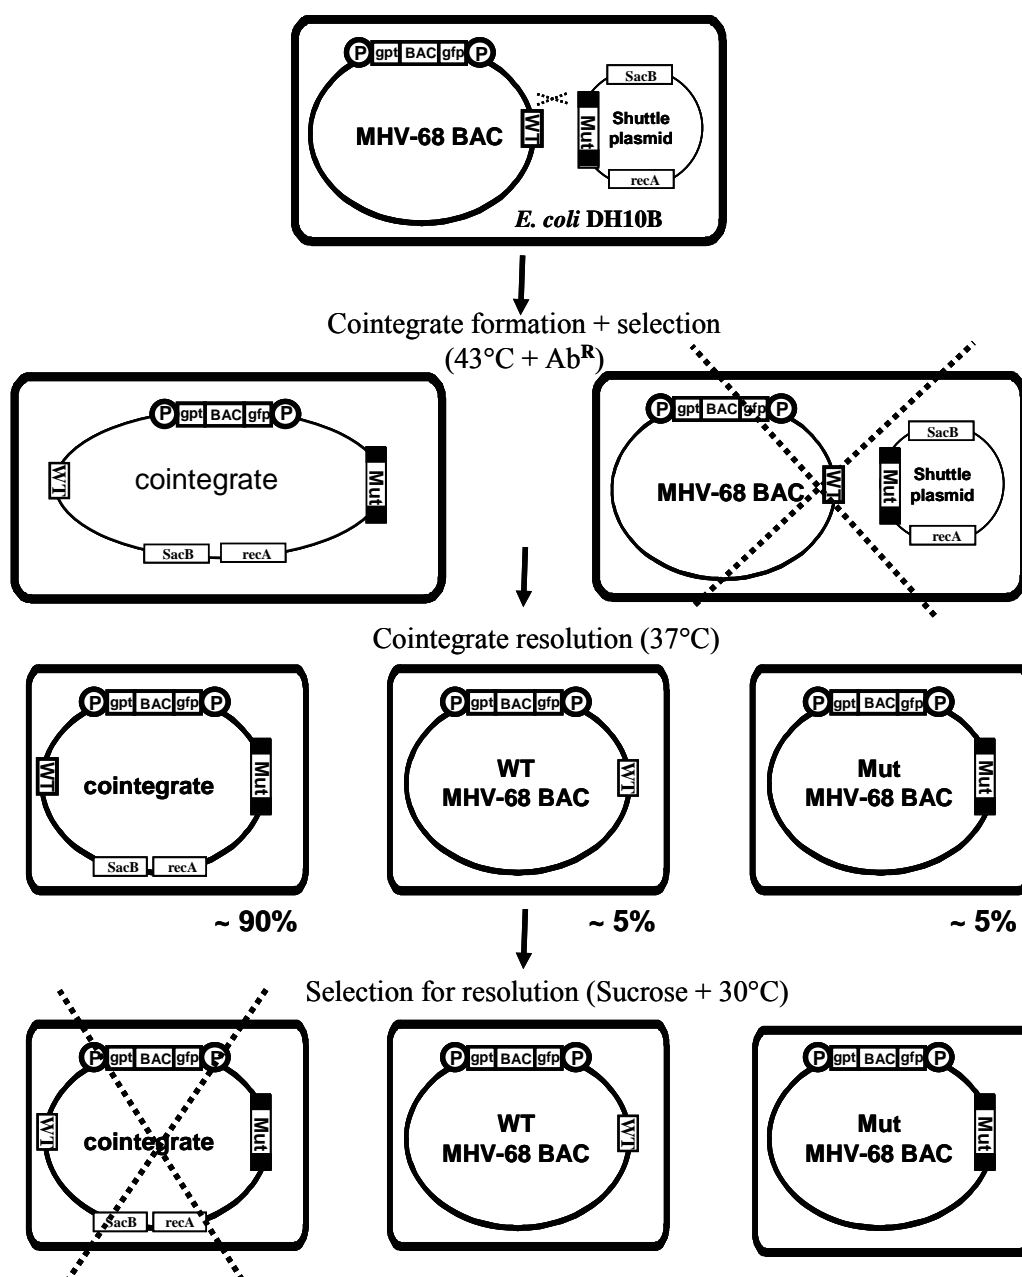 P gpt BAC gfp P
SacB
MHV-68 BAC
WT
Mut
Shuttle
plasmid
recA
E. coli DH10B
Cointegrate formation + selection
(43°C + Ab^R)
P gpt BAC gfp P
WT
cointegrate
Mut
SacB recA
P gpt BAC gfp P
SacB
MHV-68 BAC
WT
Mut
Shuttle
plasmid
recA
Cointegrate resolution (37°C)
P gpt BAC gfp P
WT
cointegrate
Mut
SacB recA
~ 90%
P gpt BAC gfp P
WT
MHV-68 BAC
WT
~ 5%
P gpt BAC gfp P
Mut
MHV-68 BAC
Mut
~ 5%
Selection for resolution (Sucrose + 30°C)
P gpt BAC gfp P
WT
cointegrate
Mut
SacB recA
P gpt BAC gfp P
WT
MHV-68 BAC
WT
P gpt BAC gfp P
Mut
MHV-68 BAC
Mut